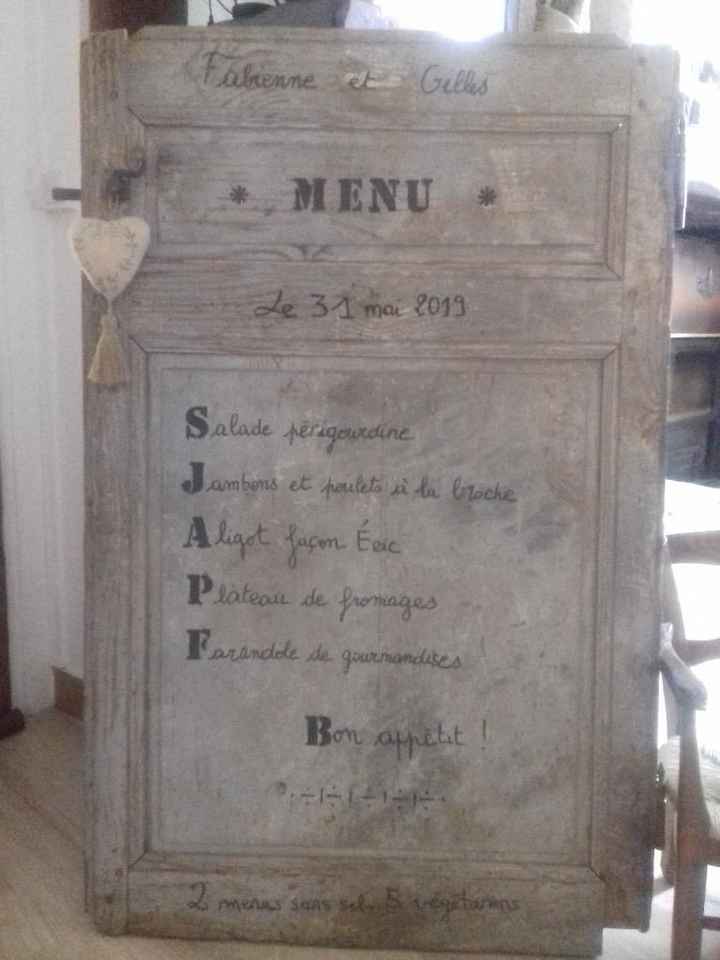 Fabienne et Gilles
* MENU *
Le 31 mai 2019
Salade périgourdine
Jambons et poulets à la broche
Aligot façon Éric
Plateau de fromages
Farandole de gourmandises
Bon appétit !
2 menus sans sel. 5 végétariens